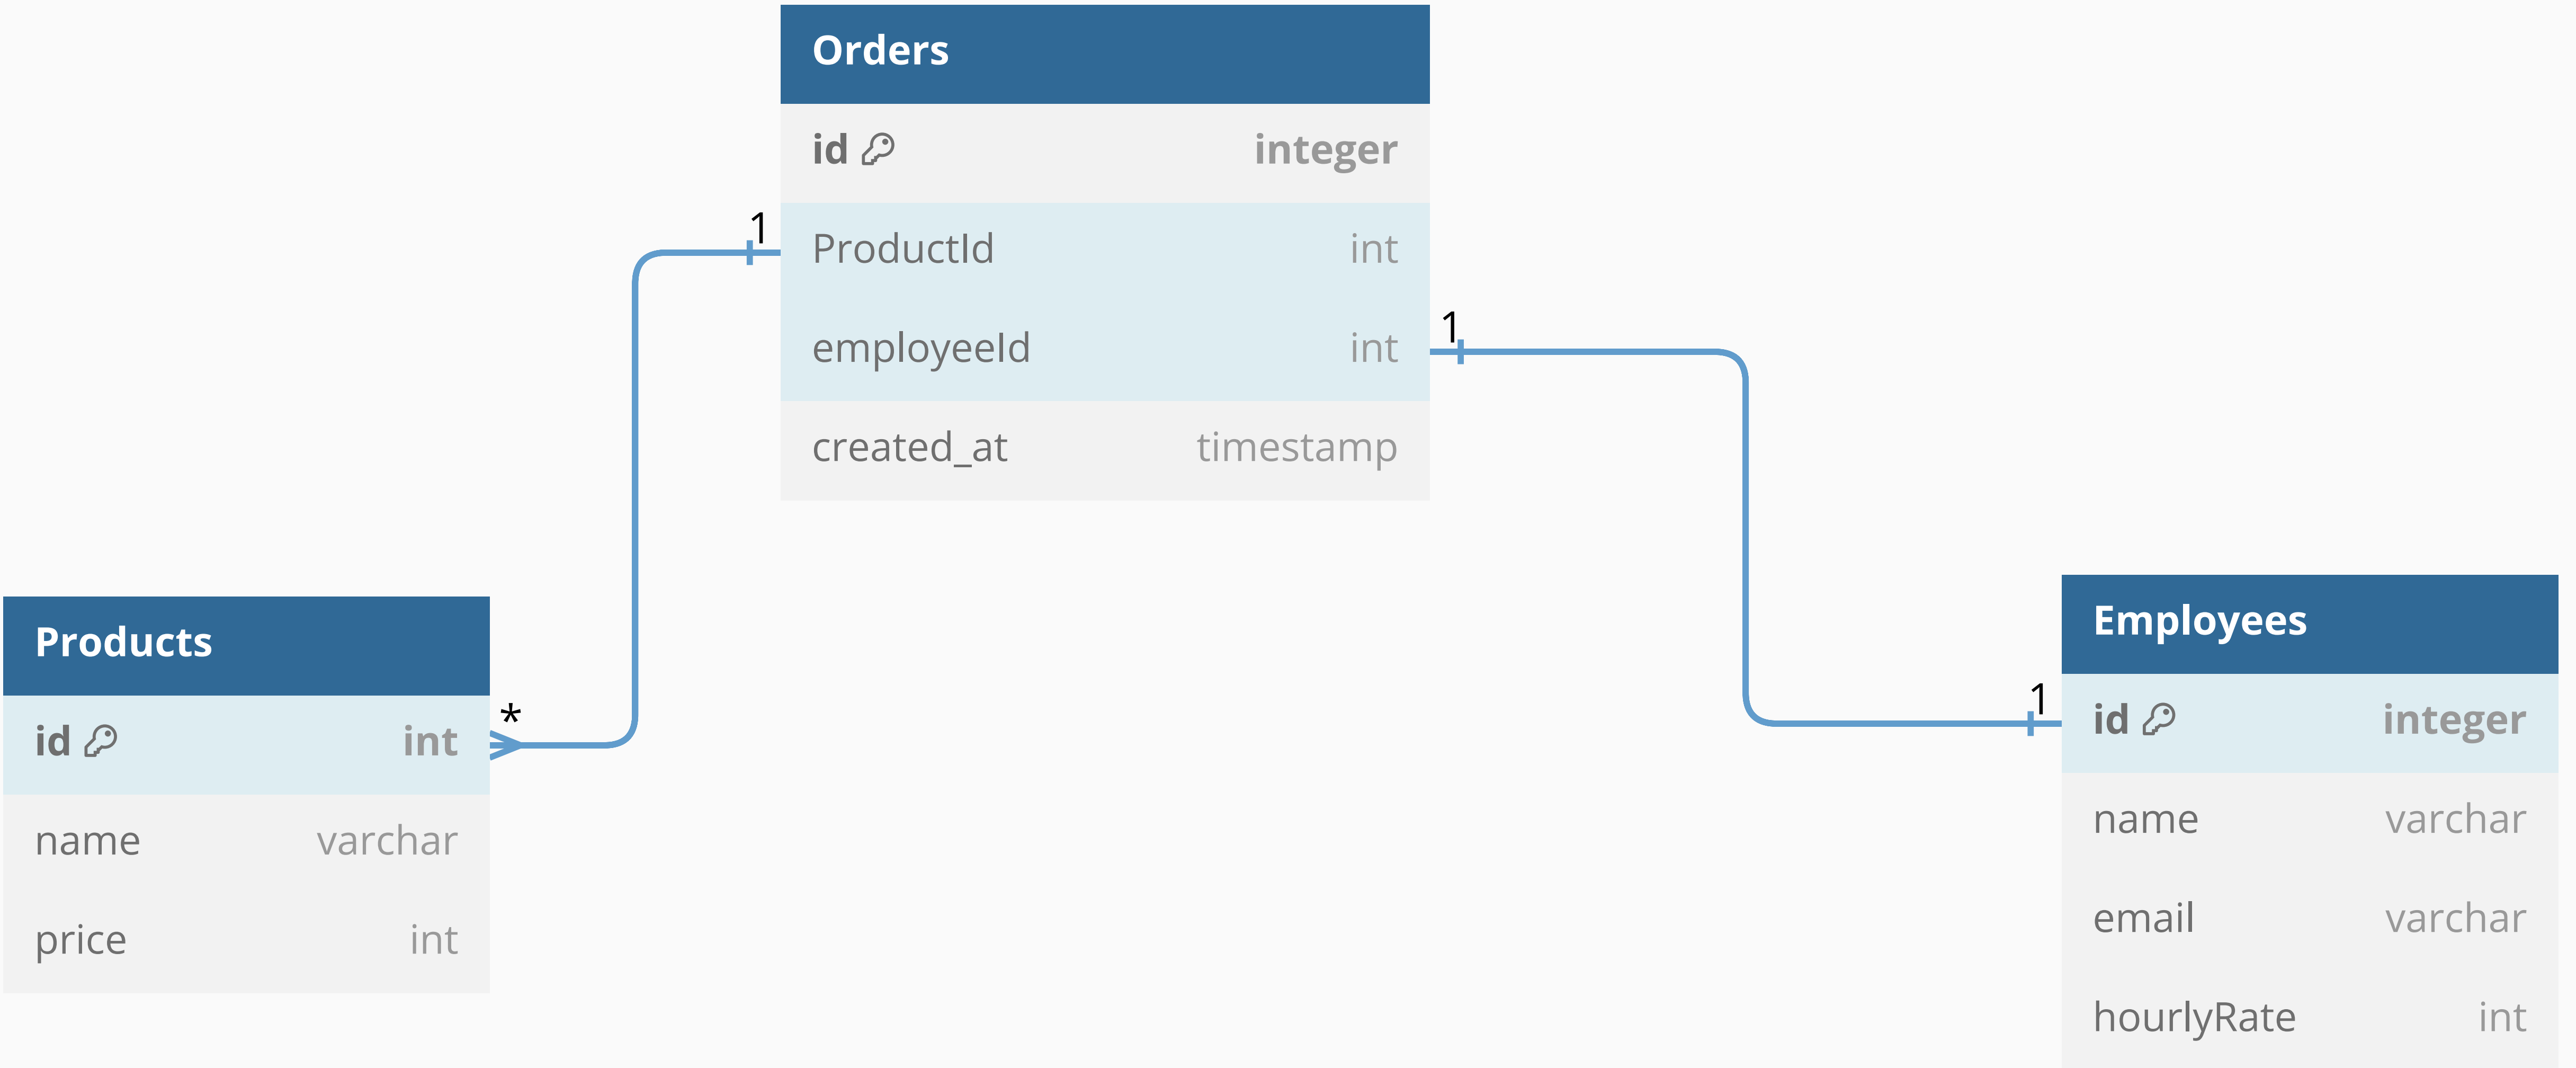 Orders
id integer
1
ProductId int
1
employeeId int
created_at timestamp
Products
*
id int
name varchar
price int
Employees
1
id integer
name varchar
email varchar
hourlyRate int